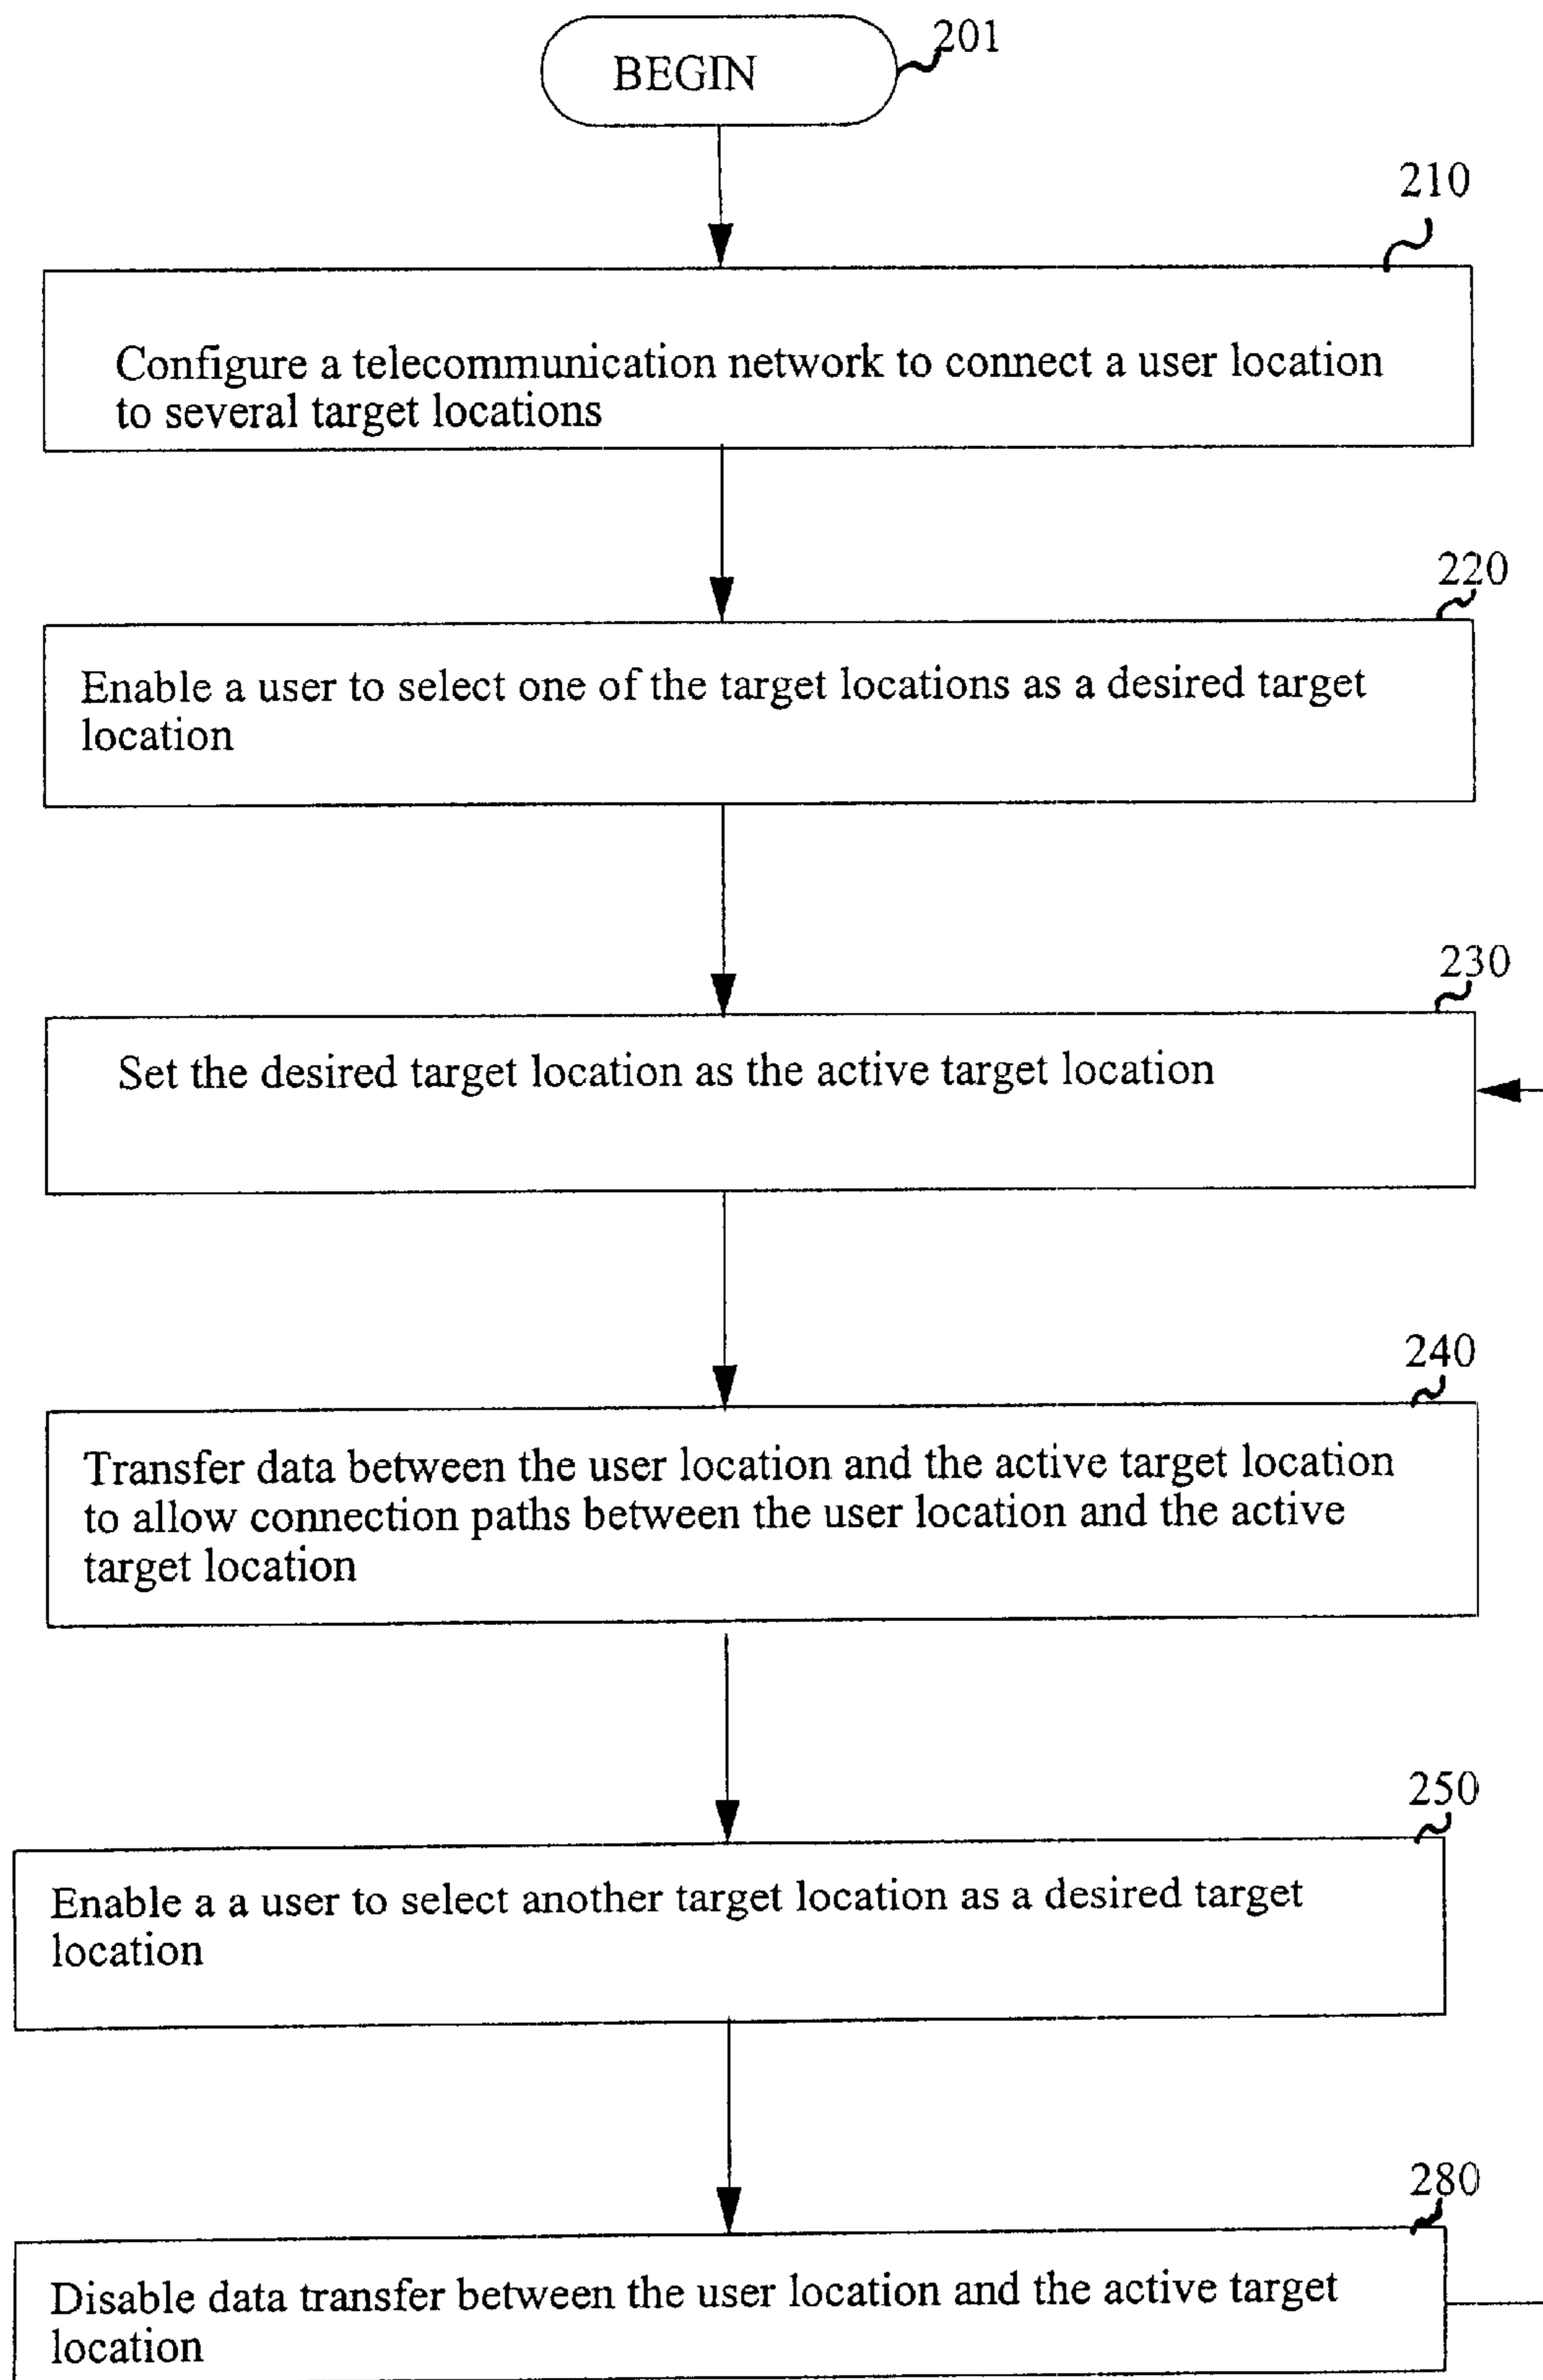 BEGIN
201
210
Configure a telecommunication network to connect a user location
to several target locations
220
Enable a user to select one of the target locations as a desired target
location
230
Set the desired target location as the active target location
240
Transfer data between the user location and the active target location
to allow connection paths between the user location and the active
target location
250
Enable a a user to select another target location as a desired target
location
280
Disable data transfer between the user location and the active target
location